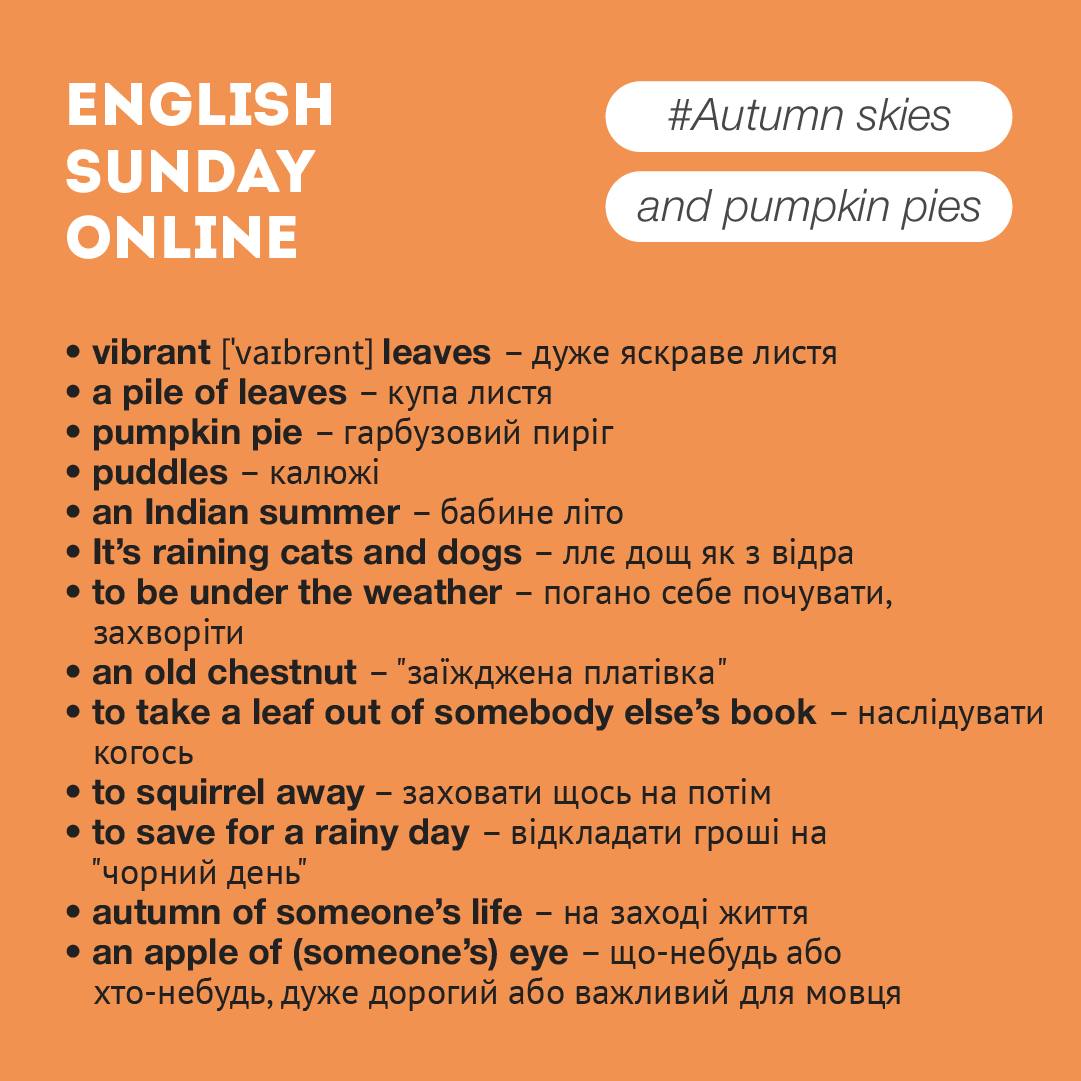 ENGLISH
SUNDAY
ONLINE
#Autumn skies
and pumpkin pies
• vibrant ['vaɪbrənt] leaves – дуже яскраве листя
• a pile of leaves – купа листя
• pumpkin pie – гарбузовий пиріг
• puddles – калюжі
• an Indian summer – бабине літо
• It’s raining cats and dogs – ллє дощ як з відра
• to be under the weather – погано себе почувати,
захворіти
• an old chestnut – "заїжджена платівка"
• to take a leaf out of somebody else’s book – наслідувати
когось
• to squirrel away – заховати щось на потім
• to save for a rainy day – відкладати гроші на
"чорний день"
• autumn of someone’s life – на заході життя
• an apple of (someone’s) eye – що-небудь або
хто-небудь, дуже дорогий або важливий для мовця